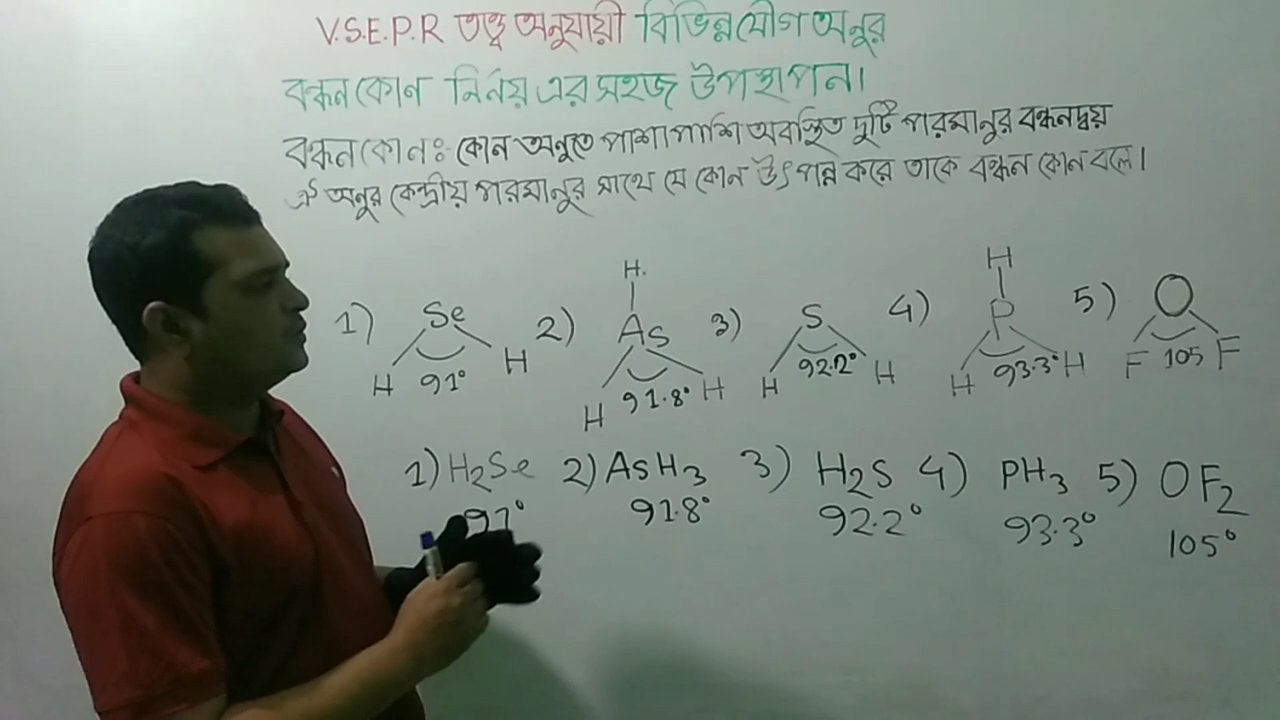 V.S.E.P.R তত্ত্ব অনুযায়ী বিভিন্ন যৌগ অনুর
বন্ধন কোন নির্নয় এর সহজ উপস্থাপন।
বন্ধন কোনঃ কোন অনুতে পাশাপাশি অবস্থিত দুটি পারমানুর বন্ধনদ্বয়
ঐ অনুর কেন্দ্রীয় পরমানুর সাথে যে কোন উৎপন্ন করে তাকে বন্ধন কোন বলে।
1) Se H H 91°
2) H. As H H 91.8°
3) S H H 92.2°
4) H P H H 93.3°
5) O F F 105
1) H2Se 2) AsH3 3) H2S 4) PH3 5) OF2
91° 91.8° 92.2° 93.3° 105°